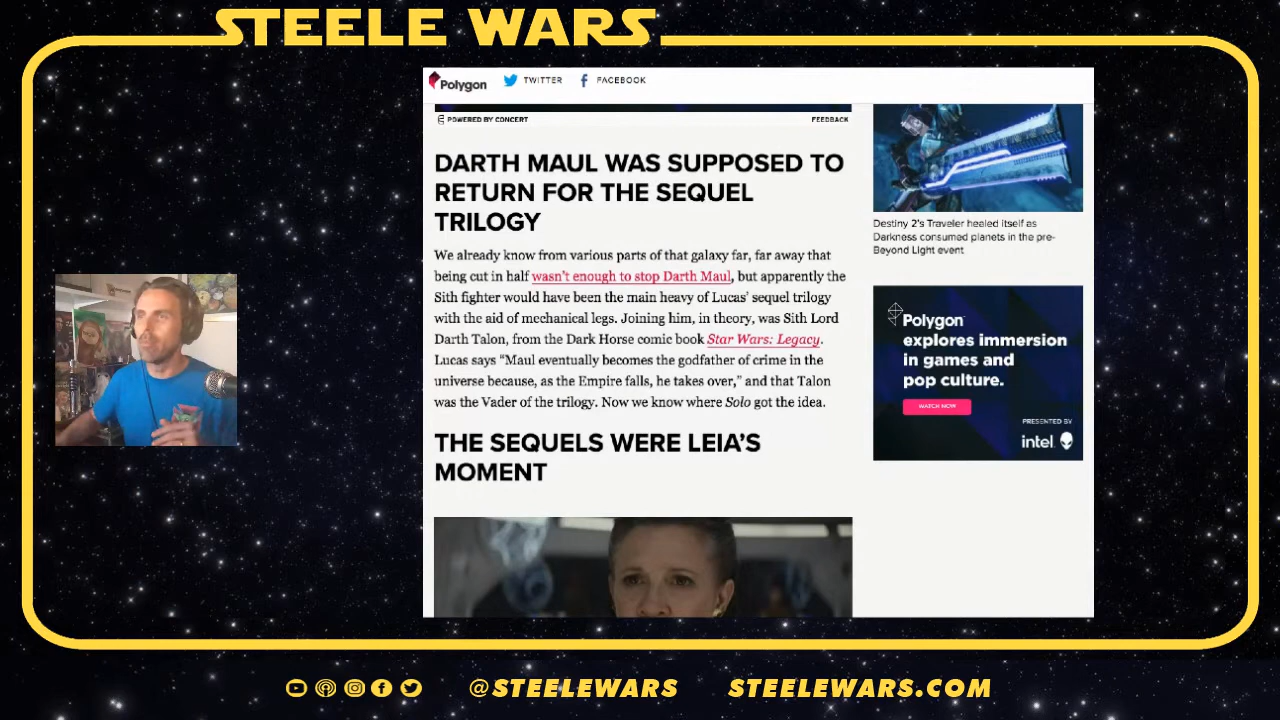 STEELE WARS
Polygon
TWITTER
FACEBOOK
POWERED BY CONCERT
FEEDBACK
DARTH MAUL WAS SUPPOSED TO
RETURN FOR THE SEQUEL
TRILOGY
We already know from various parts of that galaxy far, far away that
being cut in half wasn't enough to stop Darth Maul, but apparently the
Sith fighter would have been the main heavy of Lucas' sequel trilogy
with the aid of mechanical legs. Joining him, in theory, was Sith Lord
Darth Talon, from the Dark Horse comic book Star Wars: Legacy.
Lucas says “Maul eventually becomes the godfather of crime in the
universe because, as the Empire falls, he takes over,” and that Talon
was the Vader of the trilogy. Now we know where Solo got the idea.
THE SEQUELS WERE LEIA'S
MOMENT
Destiny 2's Traveler healed itself as
Darkness consumed planets in the pre-
Beyond Light event
Polygon
explores immersion
in games and
pop culture.
WATCH NOW
PRESENTED BY
intel
@STEELEWARS
STEELEWARS.COM